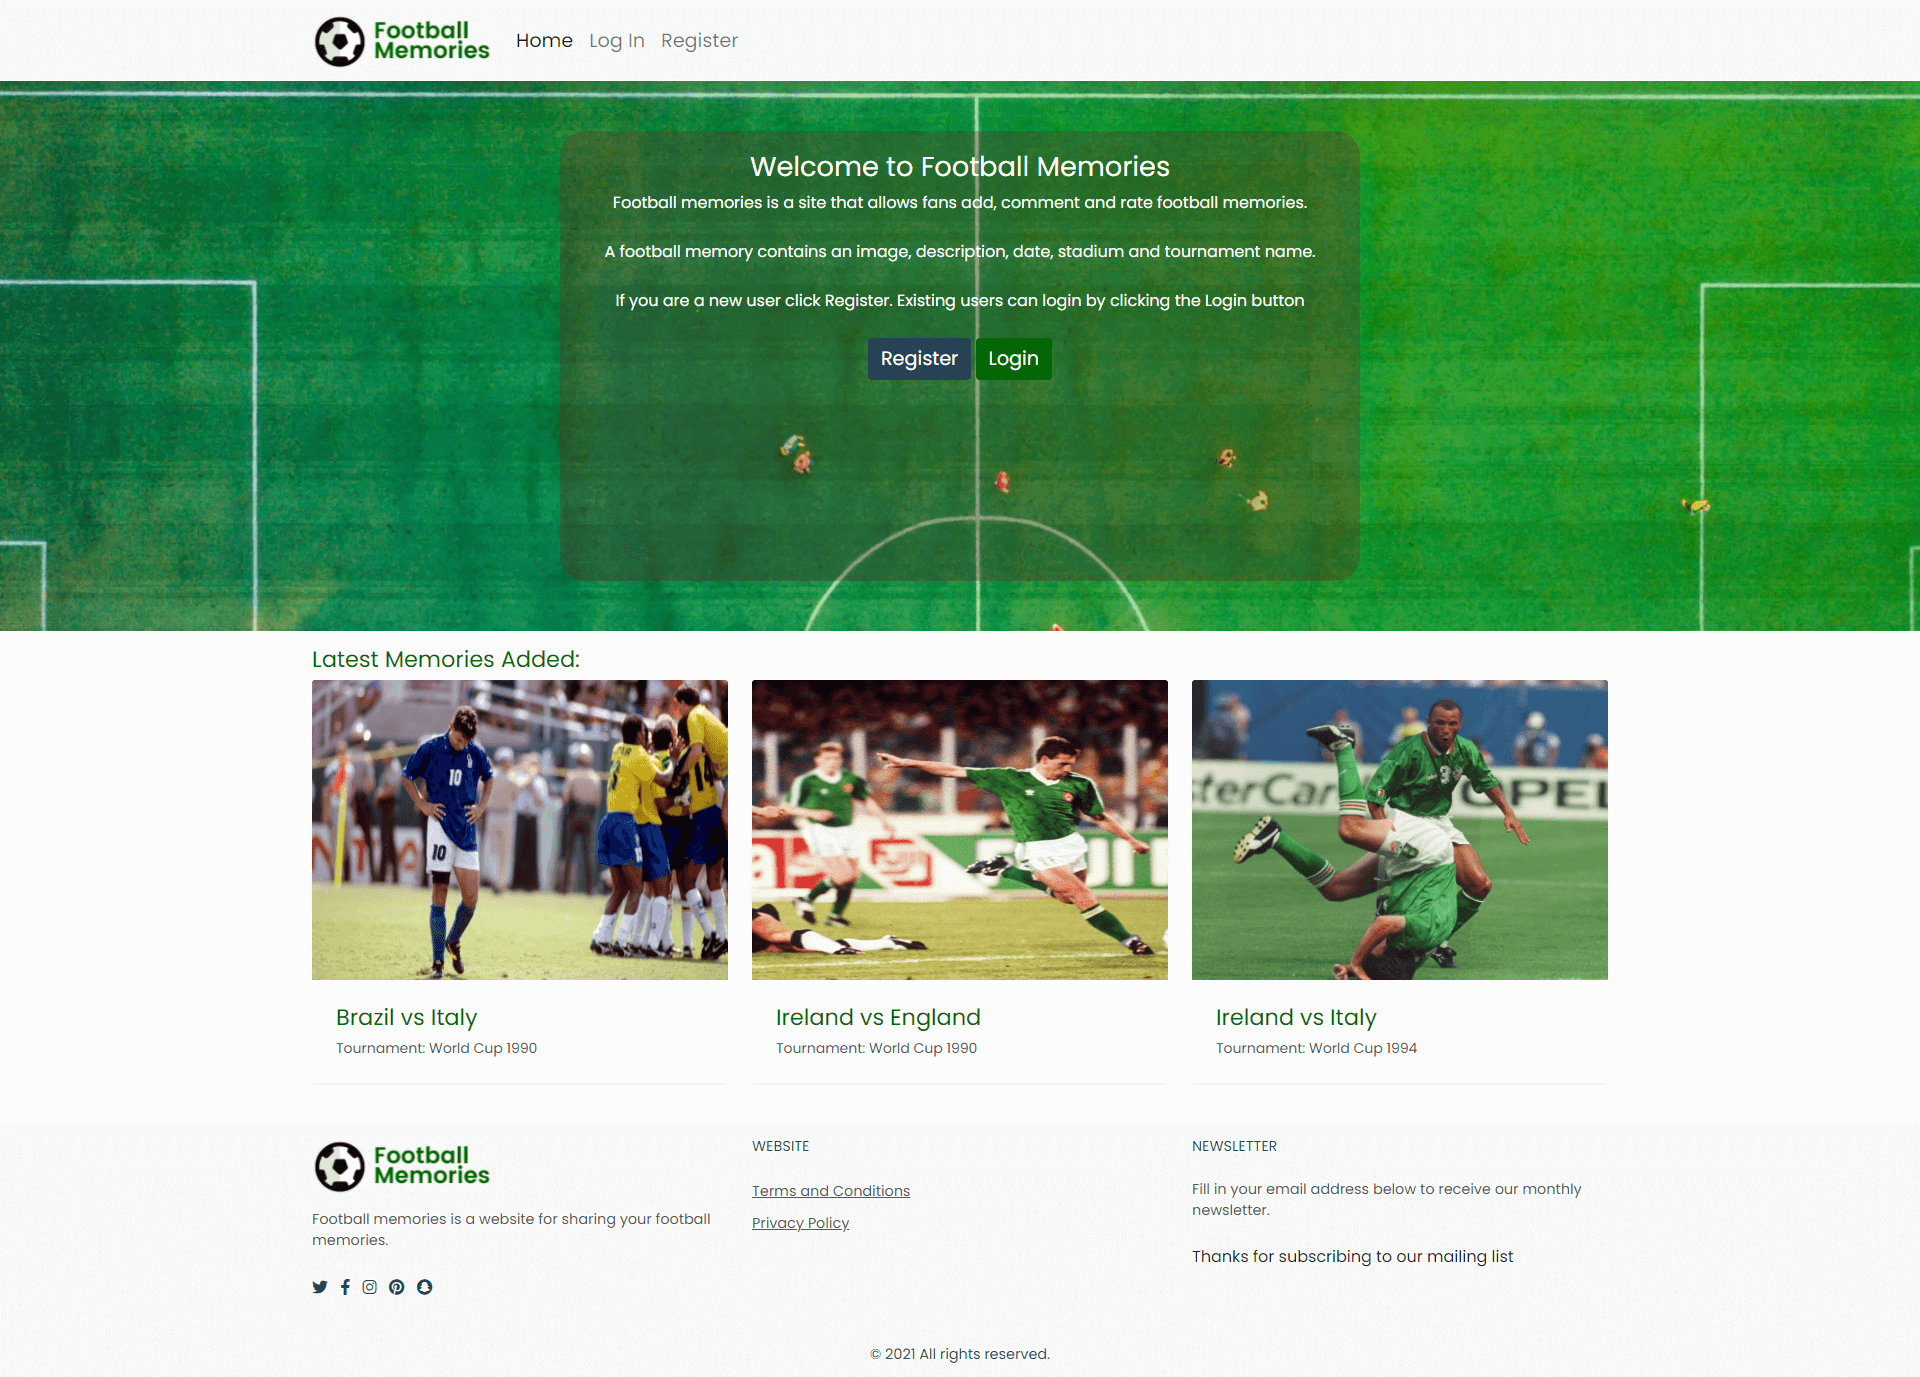 Football
Memories
Home
Log In
Register
Welcome to Football Memories
Football memories is a site that allows fans add, comment and rate football memories.
A football memory contains an image, description, date, stadium and tournament name.
If you are a new user click Register. Existing users can login by clicking the Login button
Register
Login
Latest Memories Added:
10
10
14
3
OPEL
Brazil vs Italy
Tournament: World Cup 1990
Ireland vs England
Tournament: World Cup 1990
Ireland vs Italy
Tournament: World Cup 1994
Football
Memories
Football memories is a website for sharing your football
memories.
WEBSITE
Terms and Conditions
Privacy Policy
NEWSLETTER
Fill in your email address below to receive our monthly
newsletter.
Thanks for subscribing to our mailing list
© 2021 All rights reserved.